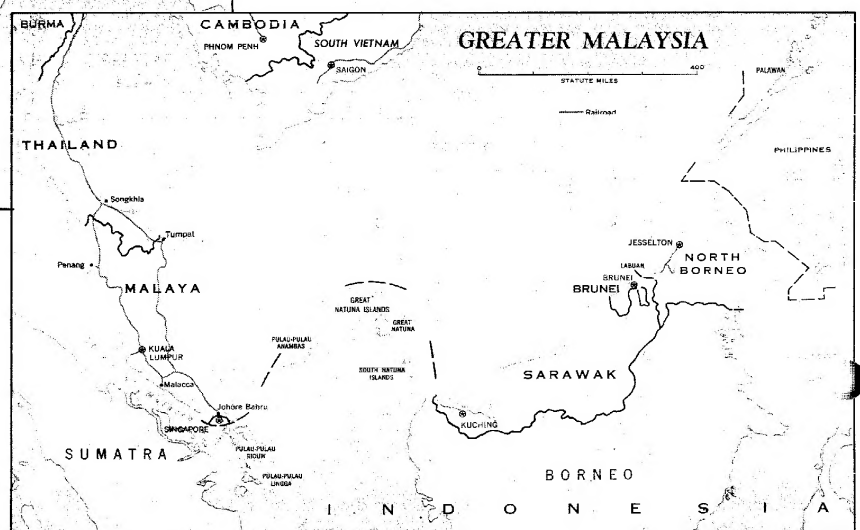 BURMA
CAMBODIA
PHNOM PENH
SOUTH VIETNAM
SAIGON
GREATER MALAYSIA
0
400
STATUTE MILES
Railroad
PALAWAN
PHILIPPINES
THAILAND
Songkhla
Tumpat
Penang
MALAYA
KUALA
LUMPUR
Malacca
Johore Bahru
SINGAPORE
SUMATRA
PULAU-PULAU
RIOUW
PULAU-PULAU
LINGGA
PULAU-PULAU
ANAMBAS
GREAT
NATUNA ISLANDS
GREAT
NATUNA
SOUTH NATUNA
ISLANDS
JESSELTON
NORTH
BORNEO
LABUAN
BRUNEI
BRUNEI
SARAWAK
KUCHING
BORNEO
INDONESIA